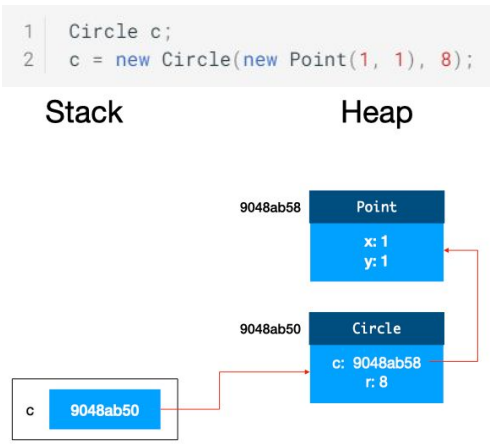 1 Circle c;
2 c = new Circle(new Point(1, 1), 8);
Stack Heap
9048ab58 Point
x: 1
y: 1
9048ab50 Circle
c: 9048ab58
r: 8
c 9048ab50